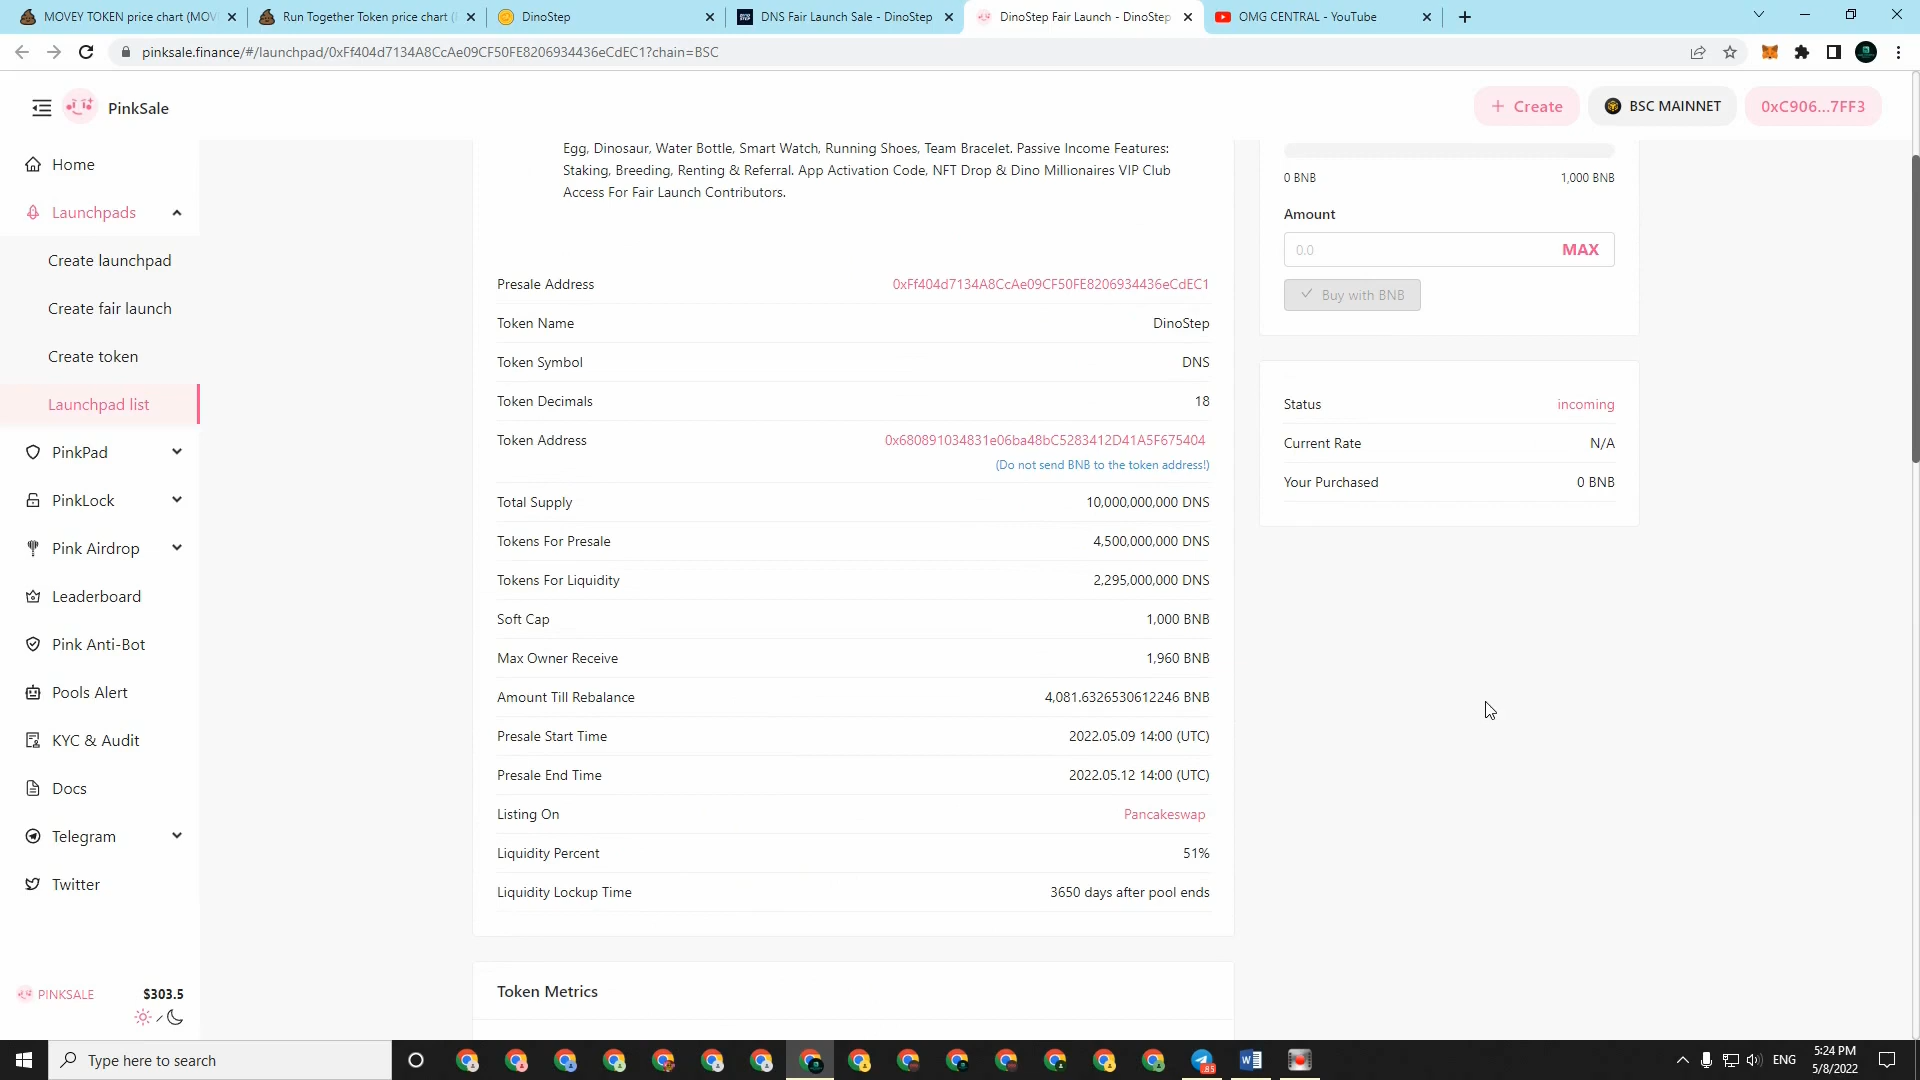 MOVEY TOKEN price chart (MOV
Run Together Token price chart (
DinoStep
DNS Fair Launch Sale - DinoStep
DinoStep Fair Launch - DinoStep
OMG CENTRAL - YouTube
pinksale.finance/#/launchpad/0xFf404d7134A8CcAe09CF50FE8206934436eCdEC1?chain=BSC
PinkSale
Create
BSC MAINNET
0xC906...7FF3
Home
Launchpads
Create launchpad
Create fair launch
Create token
Launchpad list
PinkPad
PinkLock
Pink Airdrop
Leaderboard
Pink Anti-Bot
Pools Alert
KYC & Audit
Docs
Telegram
Twitter
PINKSALE $303.5
Egg, Dinosaur, Water Bottle, Smart Watch, Running Shoes, Team Bracelet. Passive Income Features:
Staking, Breeding, Renting & Referral. App Activation Code, NFT Drop & Dino Millionaires VIP Club
Access For Fair Launch Contributors.
Presale Address 0xFf404d7134A8CcAe09CF50FE8206934436eCdEC1
Token Name DinoStep
Token Symbol DNS
Token Decimals 18
Token Address 0x680891034831e06ba48bC5283412D41A5F675404
(Do not send BNB to the token address!)
Total Supply 10,000,000,000 DNS
Tokens For Presale 4,500,000,000 DNS
Tokens For Liquidity 2,295,000,000 DNS
Soft Cap 1,000 BNB
Max Owner Receive 1,960 BNB
Amount Till Rebalance 4,081.6326530612246 BNB
Presale Start Time 2022.05.09 14:00 (UTC)
Presale End Time 2022.05.12 14:00 (UTC)
Listing On Pancakeswap
Liquidity Percent 51%
Liquidity Lockup Time 3650 days after pool ends
Token Metrics
0 BNB 1,000 BNB
Amount
0.0 MAX
Buy with BNB
Status incoming
Current Rate N/A
Your Purchased 0 BNB
Type here to search
ENG
5:24 PM
5/8/2022